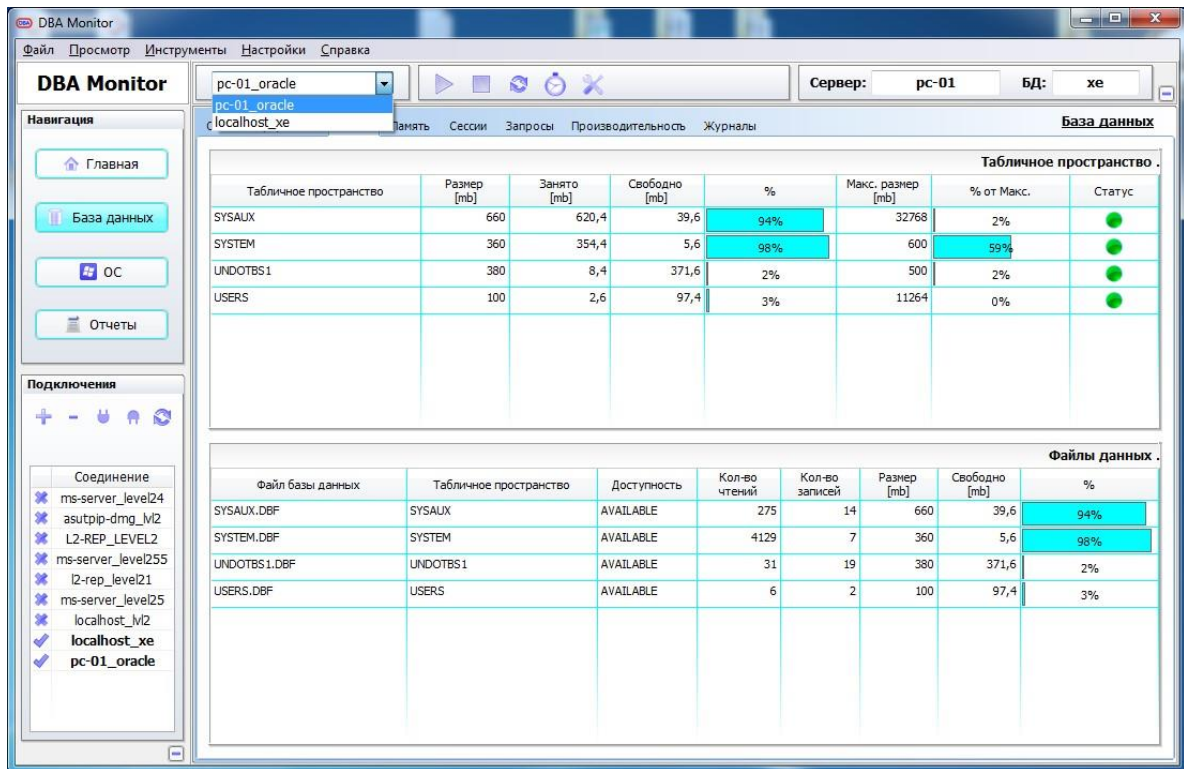 DBA Monitor
Файл Просмотр Инструменты Настройки Справка
DBA Monitor
pc-01_oracle
Сервер: pc-01 БД: xe
pc-01_oracle
localhost_xe
Навигация
Память Сессии Запросы Производительность Журналы
База данных
Главная
База данных
ОС
Отчеты
Табличное пространство .
Табличное пространство Размер [mb] Занято [mb] Свободно [mb] % Макс. размер [mb] % от Макс. Статус
SYSAUX 660 620,4 39,6 94% 32768 2%
SYSTEM 360 354,4 5,6 98% 600 59%
UNDOTBS1 380 8,4 371,6 2% 500 2%
USERS 100 2,6 97,4 3% 11264 0%
Подключения
Соединение
ms-server_level24
asutpip-dmg_lvl2
L2-REP_LEVEL2
ms-server_level255
l2-rep_level21
ms-server_level25
localhost_lvl2
localhost_xe
pc-01_oracle
Файлы данных .
Файл базы данных Табличное пространство Доступность Кол-во чтений Кол-во записей Размер [mb] Свободно [mb] %
SYSAUX.DBF SYSAUX AVAILABLE 275 14 660 39,6 94%
SYSTEM.DBF SYSTEM AVAILABLE 4129 7 360 5,6 98%
UNDOTBS1.DBF UNDOTBS1 AVAILABLE 31 19 380 371,6 2%
USERS.DBF USERS AVAILABLE 6 2 100 97,4 3%